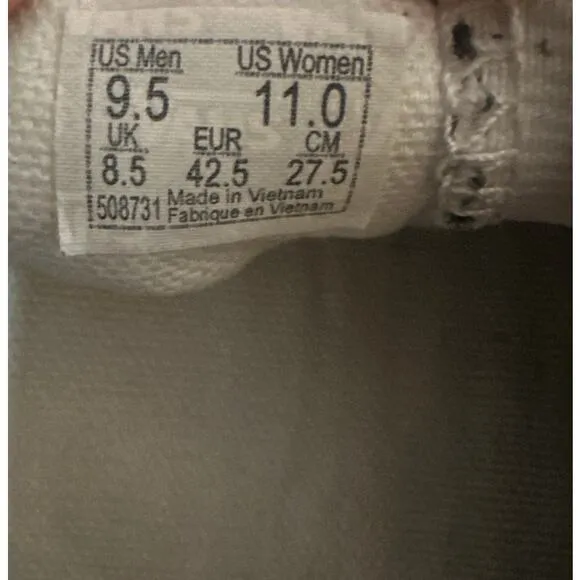 US Men US Women
9.5 11.0
UK EUR CM
8.5 42.5 27.5
508731 Made in Vietnam
Fabrique en Vietnam